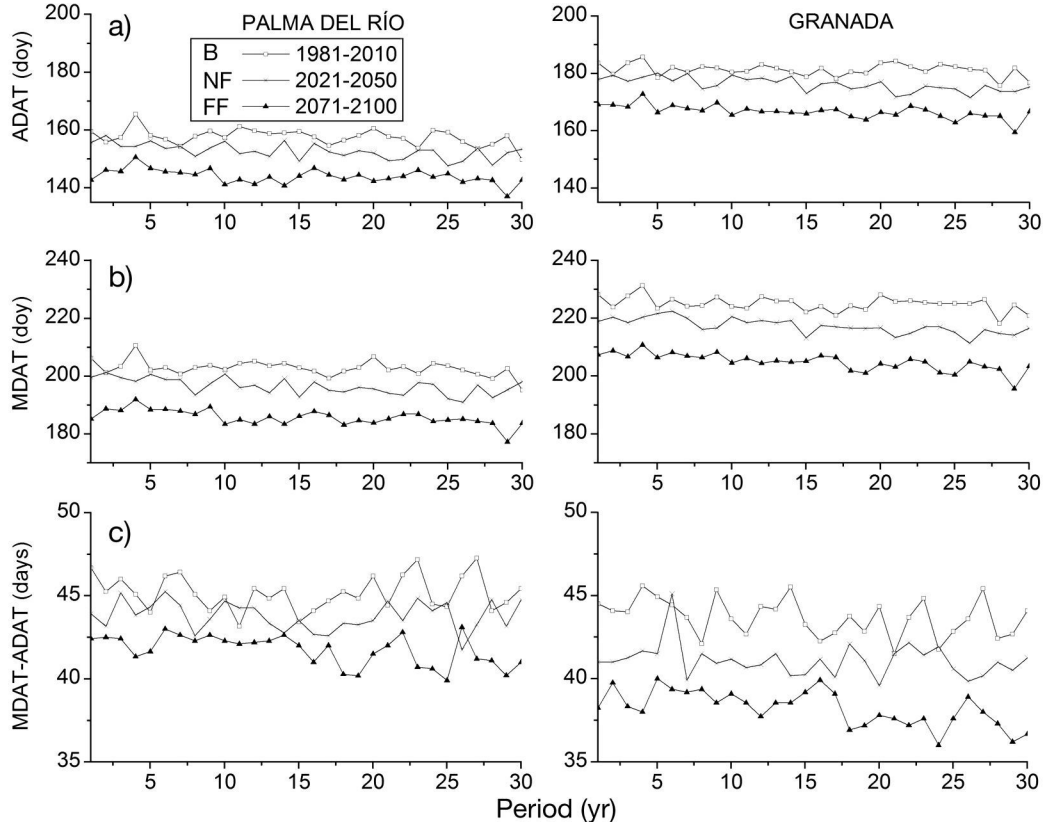 PALMA DEL RÍO
GRANADA
a)
B 1981-2010
NF 2021-2050
FF 2071-2100
ADAT (doy)
200
180
160
140
5 10 15 20 25 30
200
180
160
140
5 10 15 20 25 30
b)
MDAT (doy)
240
220
200
180
5 10 15 20 25 30
240
220
200
180
5 10 15 20 25 30
c)
MDAT-ADAT (days)
50
45
40
35
5 10 15 20 25 30
50
45
40
35
5 10 15 20 25 30
Period (yr)